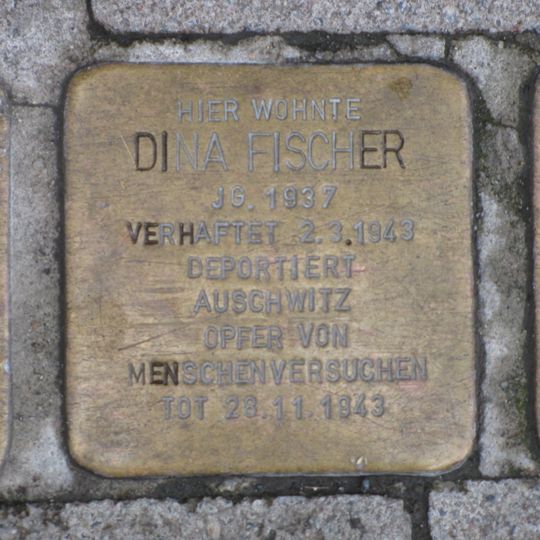 HIER WOHNTE
DINA FISCHER
JG. 1937
VERHAFTET 2.3.1943
DEPORTIERT
AUSCHWITZ
OPFER VON
MENSCHENVERSUCHEN
TOT 28.11.1943